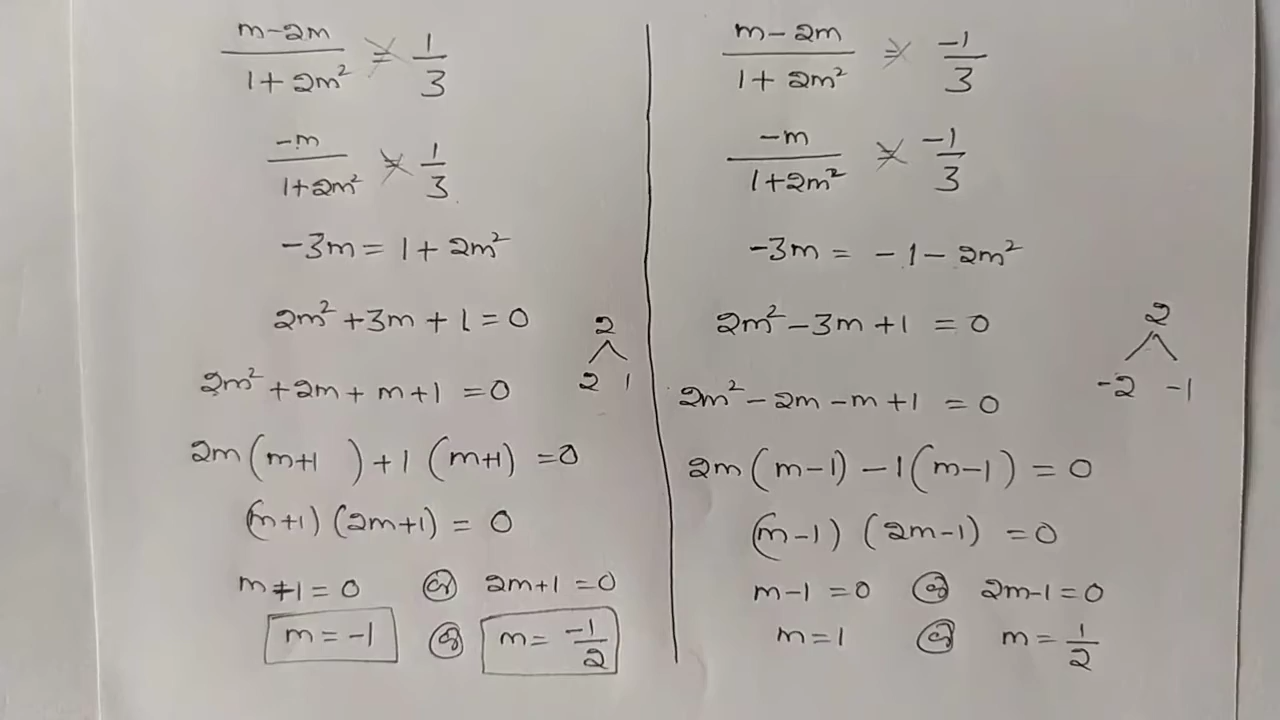 m-2m / 1+2m² = 1/3
-m / 1+2m² = 1/3
-3m = 1+2m²
2m²+3m+1=0
2
2 1
2m²+2m+m+1=0
2m(m+1 )+1(m+1)=0
(m+1)(2m+1)=0
m+1=0 or 2m+1=0
m=-1 or m=-1/2
m-2m / 1+2m² = -1/3
-m / 1+2m² = -1/3
-3m = -1-2m²
2m²-3m+1=0
2
-2 -1
2m²-2m-m+1=0
2m(m-1)-1(m-1)=0
(m-1)(2m-1)=0
m-1=0 or 2m-1=0
m=1 or m=1/2